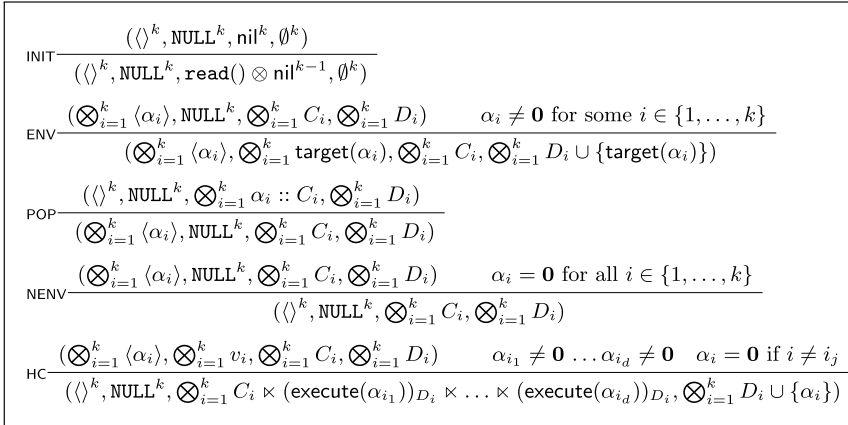 (⟨⟩^k, NULL^k, nil^k, ∅^k)
INIT
(⟨⟩^k, NULL^k, read() ⊗ nil^{k−1}, ∅^k)
(⨂_{i=1}^k ⟨α_i⟩, NULL^k, ⨂_{i=1}^k C_i, ⨂_{i=1}^k D_i) α_i ≠ 𝟎 for some i ∈ {1, . . . , k}
ENV
(⨂_{i=1}^k ⟨α_i⟩, ⨂_{i=1}^k target(α_i), ⨂_{i=1}^k C_i, ⨂_{i=1}^k D_i ∪ {target(α_i)})
(⟨⟩^k, NULL^k, ⨂_{i=1}^k α_i :: C_i, ⨂_{i=1}^k D_i)
POP
(⨂_{i=1}^k ⟨α_i⟩, NULL^k, ⨂_{i=1}^k C_i, ⨂_{i=1}^k D_i)
(⨂_{i=1}^k ⟨α_i⟩, NULL^k, ⨂_{i=1}^k C_i, ⨂_{i=1}^k D_i) α_i = 𝟎 for all i ∈ {1, . . . , k}
NENV
(⟨⟩^k, NULL^k, ⨂_{i=1}^k C_i, ⨂_{i=1}^k D_i)
(⨂_{i=1}^k ⟨α_i⟩, ⨂_{i=1}^k v_i, ⨂_{i=1}^k C_i, ⨂_{i=1}^k D_i) α_{i_1} ≠ 𝟎 . . . α_{i_d} ≠ 𝟎 α_i = 𝟎 if i ≠ i_j
HC
(⟨⟩^k, NULL^k, ⨂_{i=1}^k C_i ⋉ (execute(α_{i_1}))_{D_i} ⋉ . . . ⋉ (execute(α_{i_d}))_{D_i}, ⨂_{i=1}^k D_i ∪ {α_i})